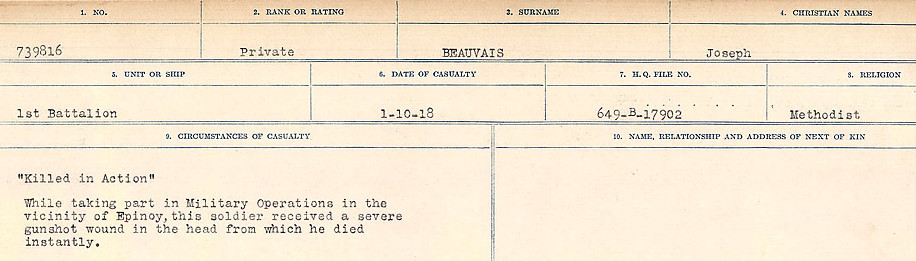 1. NO. 2. RANK OR RATING 3. SURNAME 4. CHRISTIAN NAMES
739816 Private BEAUVAIS Joseph
5. UNIT OR SHIP 6. DATE OF CASUALTY 7. H.Q. FILE NO. 8. RELIGION
1st Battalion 1-10-18 649-B-17902 Methodist
9. CIRCUMSTANCES OF CASUALTY 10. NAME, RELATIONSHIP AND ADDRESS OF NEXT OF KIN
"Killed in Action"
While taking part in Military Operations in the
vicinity of Epinoy, this soldier received a severe
gunshot wound in the head from which he died
instantly.